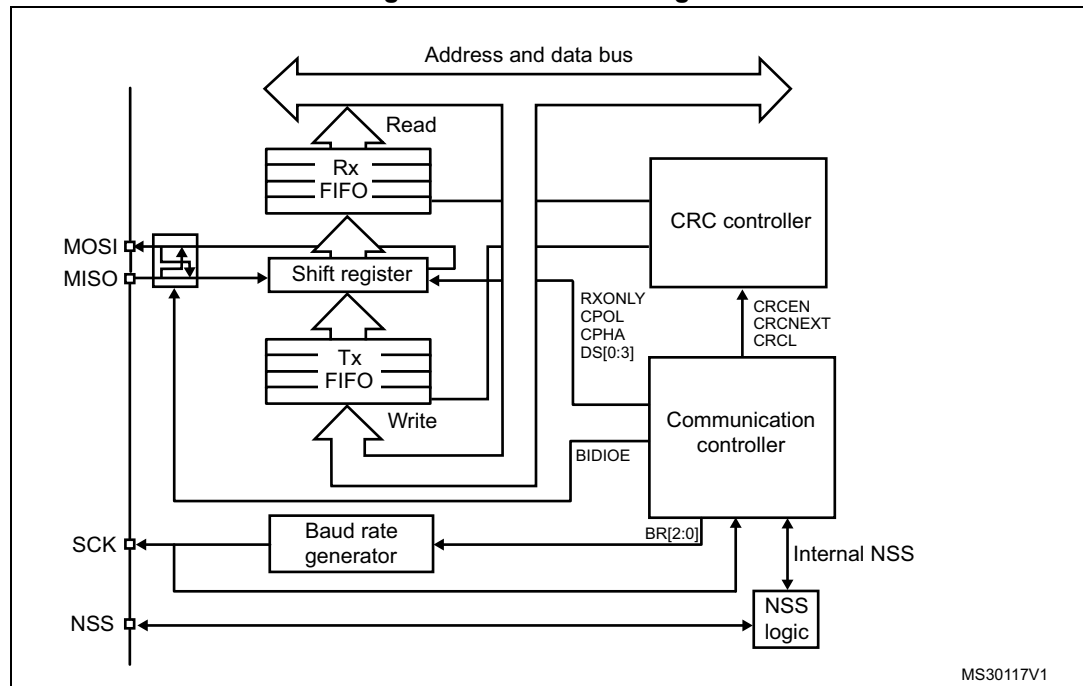 Address and data bus
Read
Rx
FIFO
CRC controller
MOSI
MISO
Shift register
RXONLY
CPOL
CPHA
DS[0:3]
CRCEN
CRCNEXT
CRCL
Tx
FIFO
Write
Communication
controller
BIDIOE
SCK
Baud rate
generator
BR[2:0]
Internal NSS
NSS
NSS
logic
MS30117V1